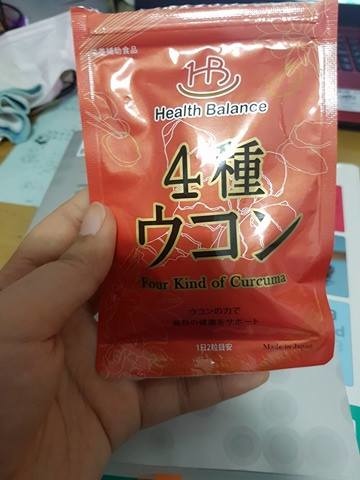 栄養補助食品
HB
Health Balance
4種
ウコン
Four Kind of Curcuma
ウコンの力で
毎日の健康をサポート
1日2粒目安
Made in Japan